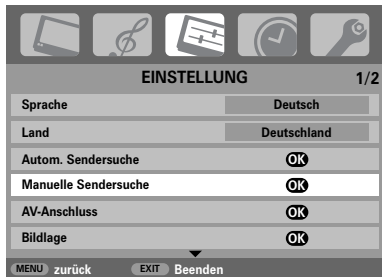 EINSTELLUNG 1/2
Sprache Deutsch
Land Deutschland
Autom. Sendersuche OK
Manuelle Sendersuche OK
AV-Anschluss OK
Bildlage OK
MENU zurück EXIT Beenden